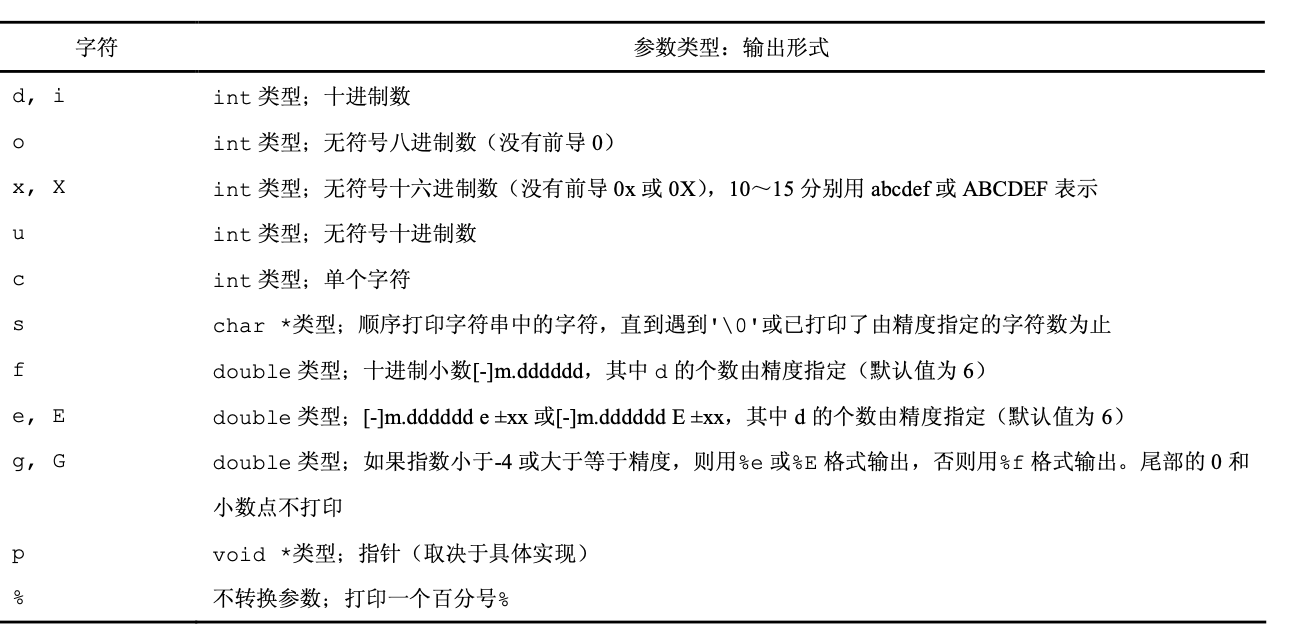 字符 参数类型：输出形式
d, i int 类型；十进制数
o int 类型；无符号八进制数（没有前导 0）
x, X int 类型；无符号十六进制数（没有前导 0x 或 0X），10～15 分别用 abcdef 或 ABCDEF 表示
u int 类型；无符号十进制数
c int 类型；单个字符
s char *类型；顺序打印字符串中的字符，直到遇到'\0'或已打印了由精度指定的字符数为止
f double 类型；十进制小数[-]m.dddddd，其中 d 的个数由精度指定（默认值为 6）
e, E double 类型；[-]m.dddddd e ±xx 或[-]m.dddddd E ±xx，其中 d 的个数由精度指定（默认值为 6）
g, G double 类型；如果指数小于-4 或大于等于精度，则用%e 或%E 格式输出，否则用%f 格式输出。尾部的 0 和
小数点不打印
p void *类型；指针（取决于具体实现）
% 不转换参数；打印一个百分号%